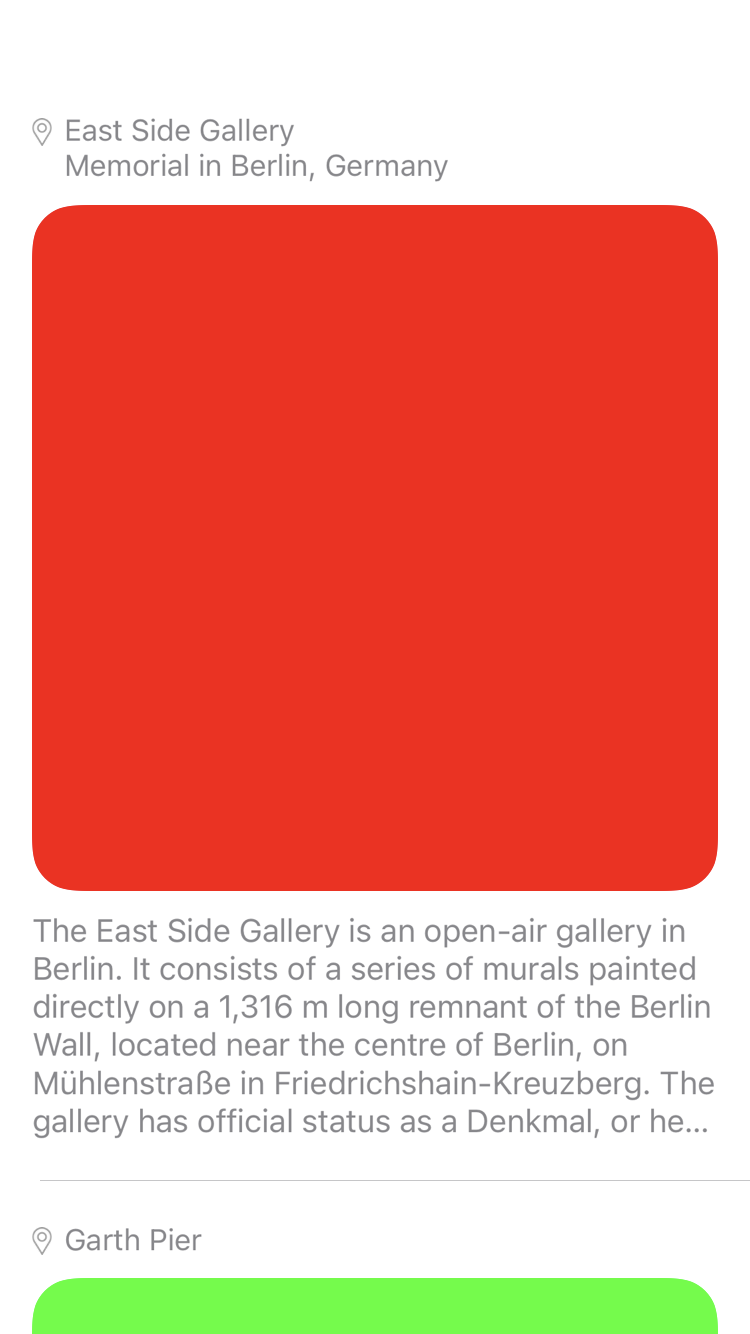 East Side Gallery
Memorial in Berlin, Germany
The East Side Gallery is an open-air gallery in
Berlin. It consists of a series of murals painted
directly on a 1,316 m long remnant of the Berlin
Wall, located near the centre of Berlin, on
Mühlenstraße in Friedrichshain-Kreuzberg. The
gallery has official status as a Denkmal, or he...
Garth Pier